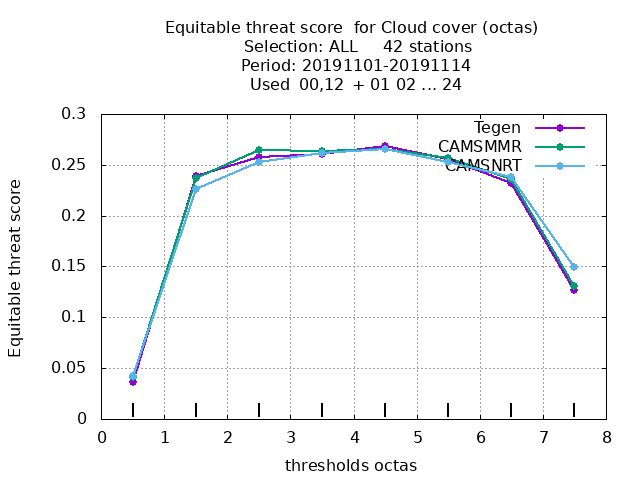 Equitable threat score  for Cloud cover (octas)
Selection: ALL     42 stations
Period: 20191101-20191114
Used  00,12  + 01 02 ... 24
Tegen
CAMSMMR
CAMSNRT
Equitable threat score
0.3
0.25
0.2
0.15
0.1
0.05
0
0 1 2 3 4 5 6 7 8
thresholds octas